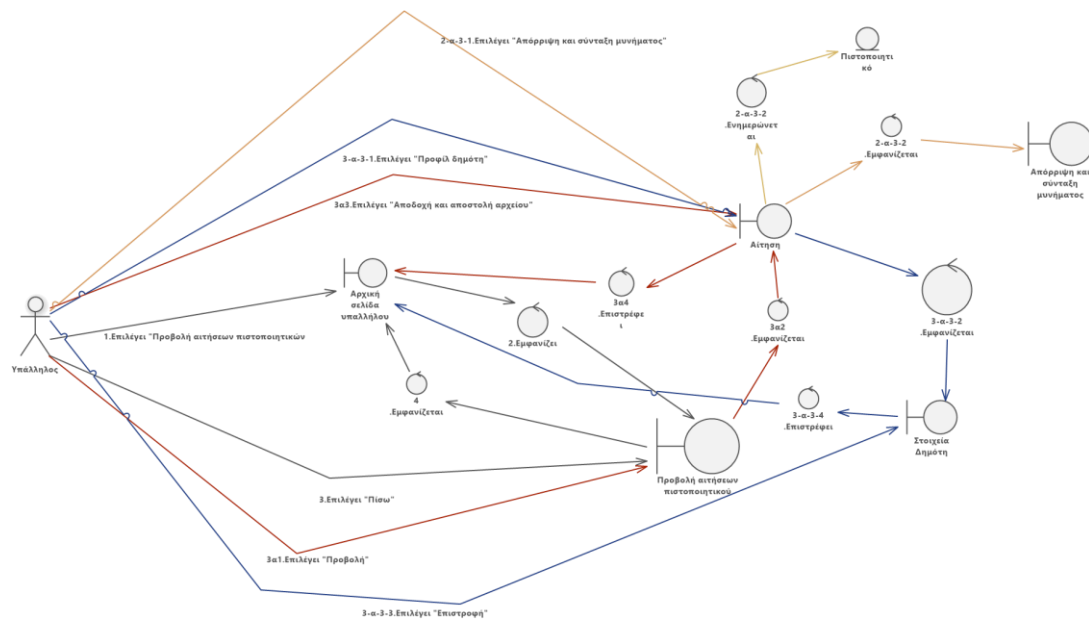 2-α-3-1.Επιλέγει "Απόρριψη και σύνταξη μυνήματος"
Πιστοποιητι
κό
2-α-3-2
.Ενημερώνετ
αι
2-α-3-2
.Εμφανίζεται
Απόρριψη και
σύνταξη
μυνήματος
3-α-3-1.Επιλέγει "Προφίλ δημότη"
3α3.Επιλέγει "Αποδοχή και αποστολή αρχείου"
Αίτηση
Αρχική
σελίδα
υπαλλήλου
3α4
.Επιστρέφε
ι
3α2
.Εμφανίζεται
3-α-3-2
.Εμφανίζεται
1.Επιλέγει "Προβολή αιτήσεων πιστοποιητικών
2.Εμφανίζει
Υπάλληλος
4
.Εμφανίζεται
3-α-3-4
.Επιστρέφει
Στοιχεία
Δημότη
Προβολή αιτήσεων
πιστοποιητικού
3.Επιλέγει "Πίσω"
3α1.Επιλέγει "Προβολή"
3-α-3-3.Επιλέγει "Επιστροφή"